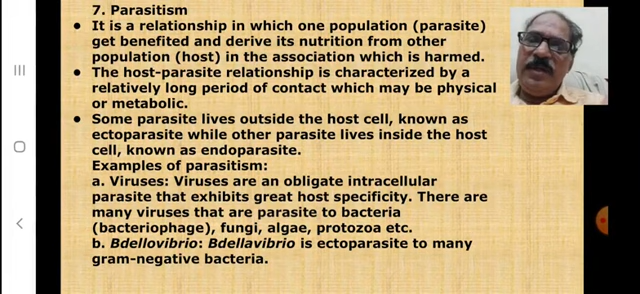 7. Parasitism
• It is a relationship in which one population (parasite)
get benefited and derive its nutrition from other
population (host) in the association which is harmed.
• The host-parasite relationship is characterized by a
relatively long period of contact which may be physical
or metabolic.
• Some parasite lives outside the host cell, known as
ectoparasite while other parasite lives inside the host
cell, known as endoparasite.
Examples of parasitism:
a. Viruses: Viruses are an obligate intracellular
parasite that exhibits great host specificity. There are
many viruses that are parasite to bacteria
(bacteriophage), fungi, algae, protozoa etc.
b. Bdellovibrio: Bdellavibrio is ectoparasite to many
gram-negative bacteria.